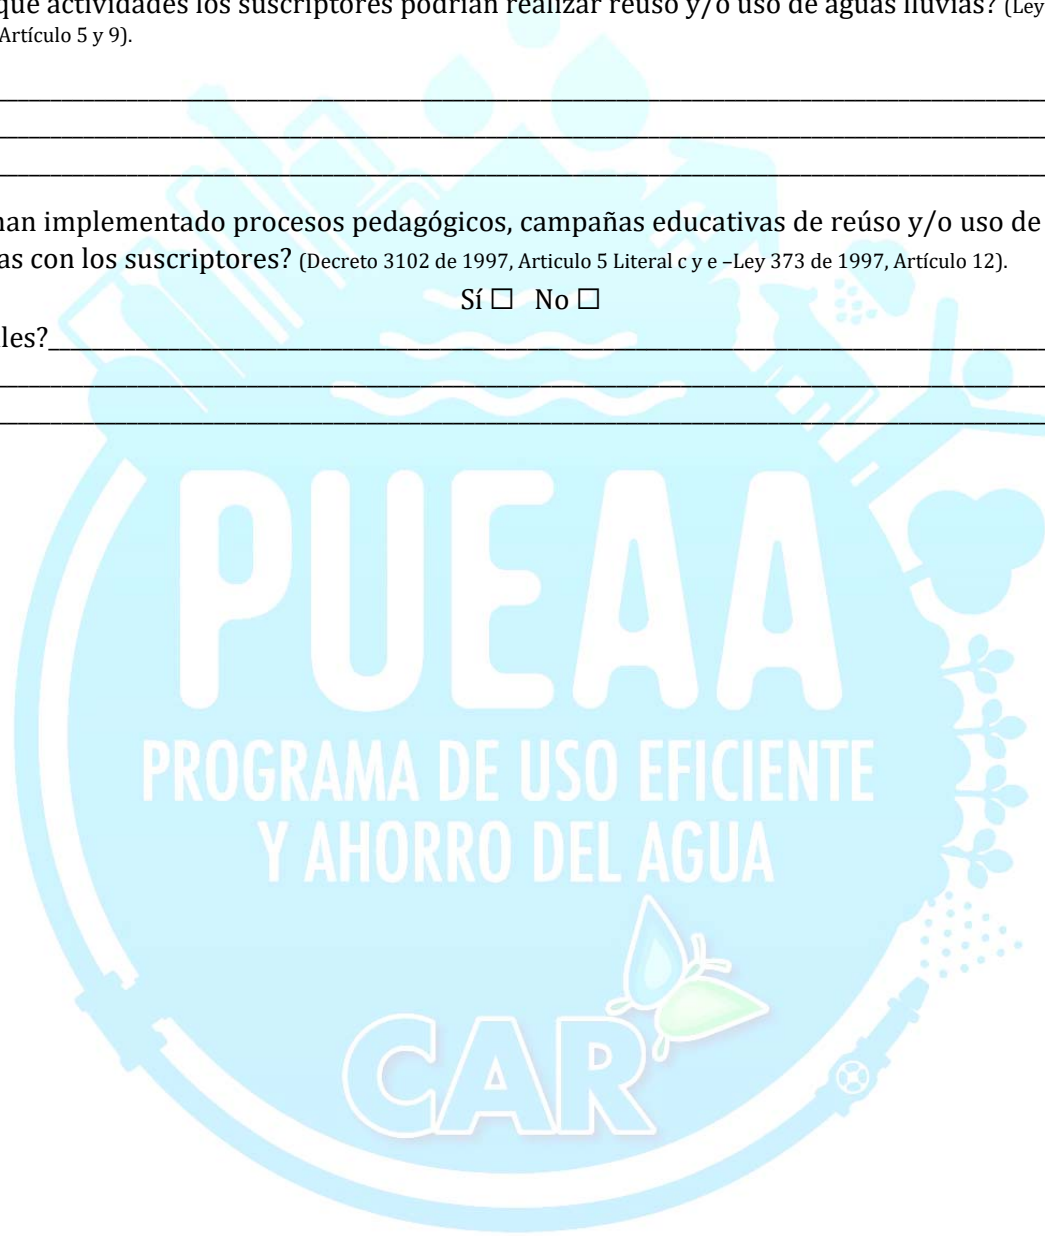 que actividades los suscriptores podrían realizar reúso y/o uso de aguas lluvias? (Ley
Artículo 5 y 9).
han implementado procesos pedagógicos, campañas educativas de reúso y/o uso de
as con los suscriptores? (Decreto 3102 de 1997, Articulo 5 Literal c y e –Ley 373 de 1997, Artículo 12).
Sí ☐ No ☐
les?
PUEAA
PROGRAMA DE USO EFICIENTE
Y AHORRO DEL AGUA
CAR